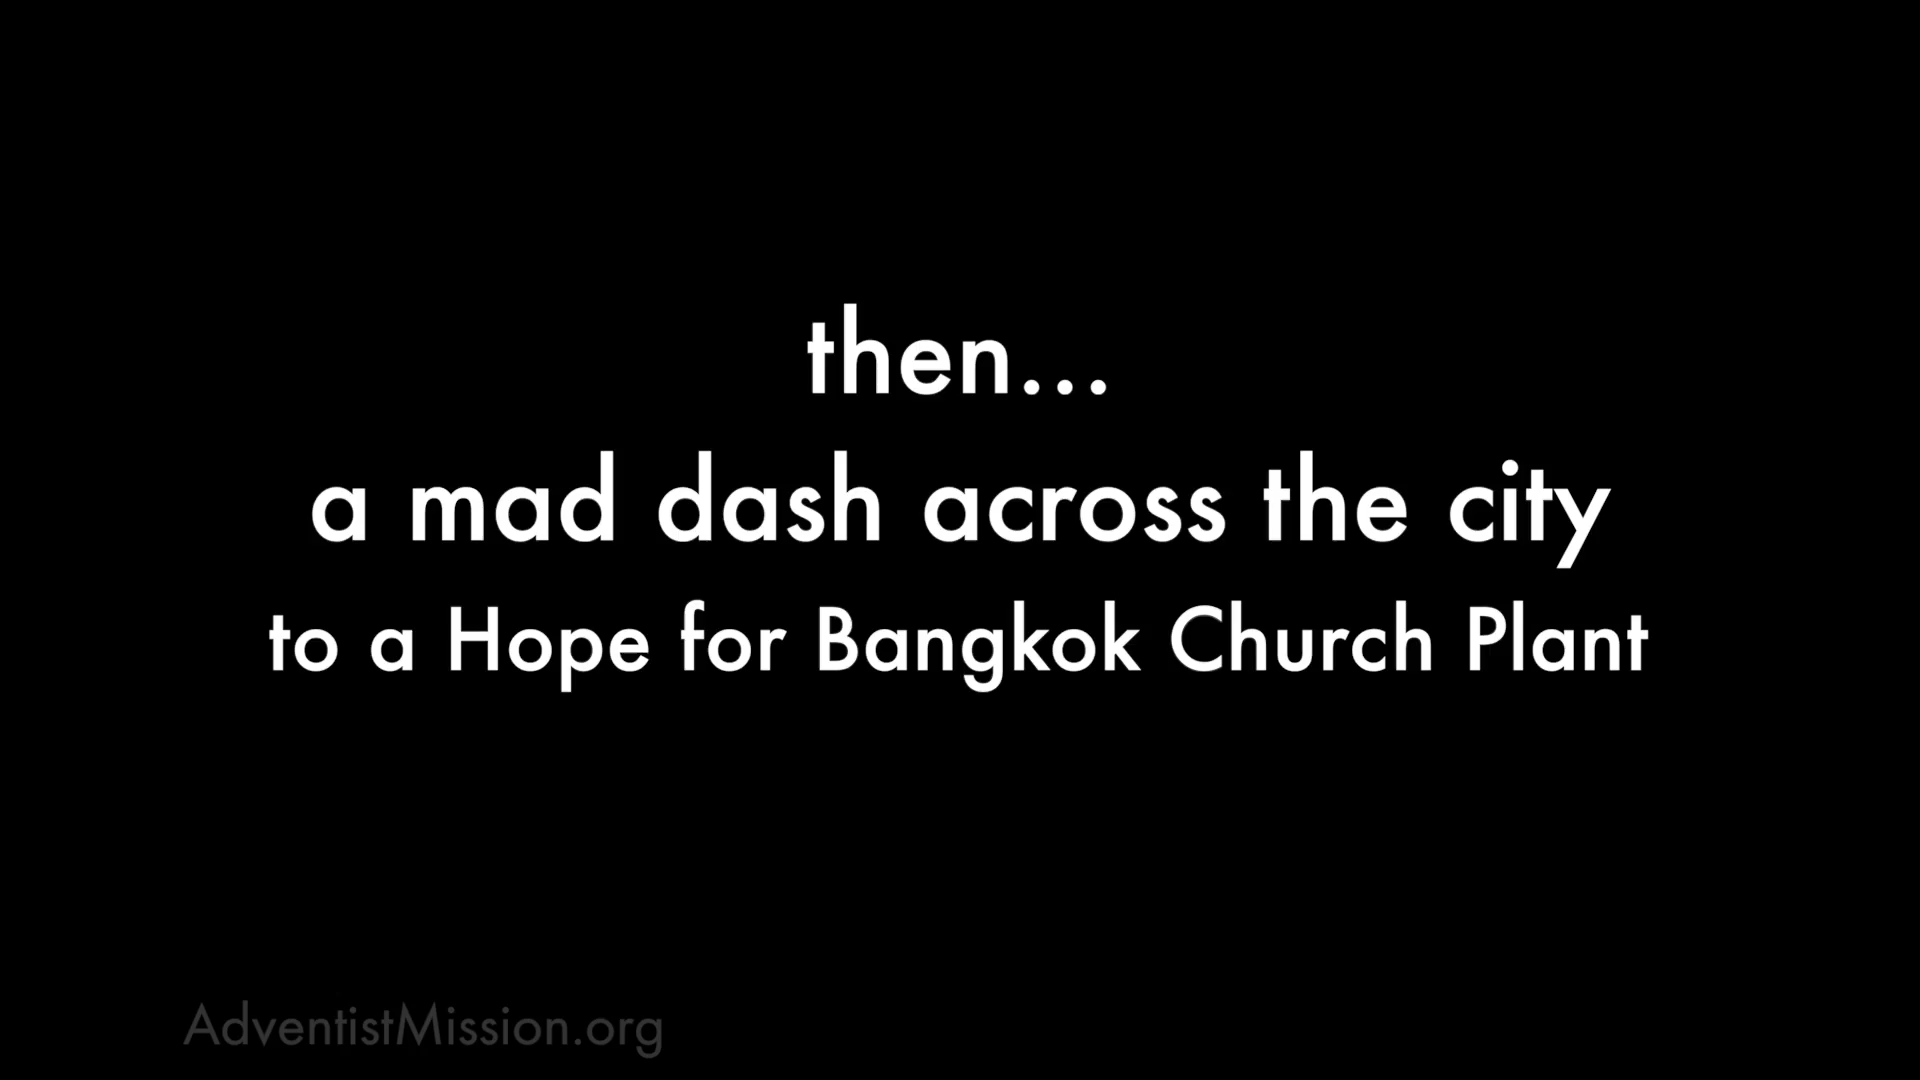 then...
a mad dash across the city
to a Hope for Bangkok Church Plant
AdventistMission.org